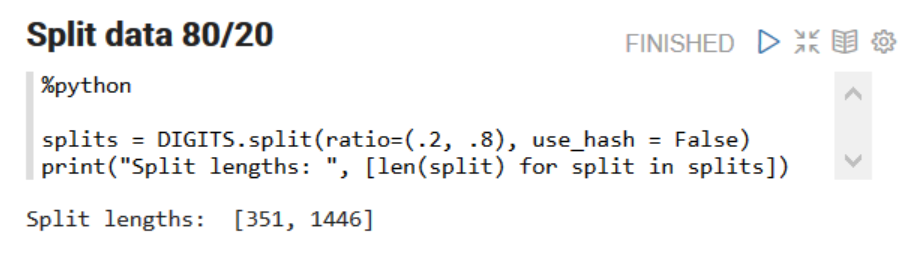 Split data 80/20
FINISHED
%python
splits = DIGITS.split(ratio=(.2, .8), use_hash = False)
print("Split lengths: ", [len(split) for split in splits])
Split lengths:  [351, 1446]